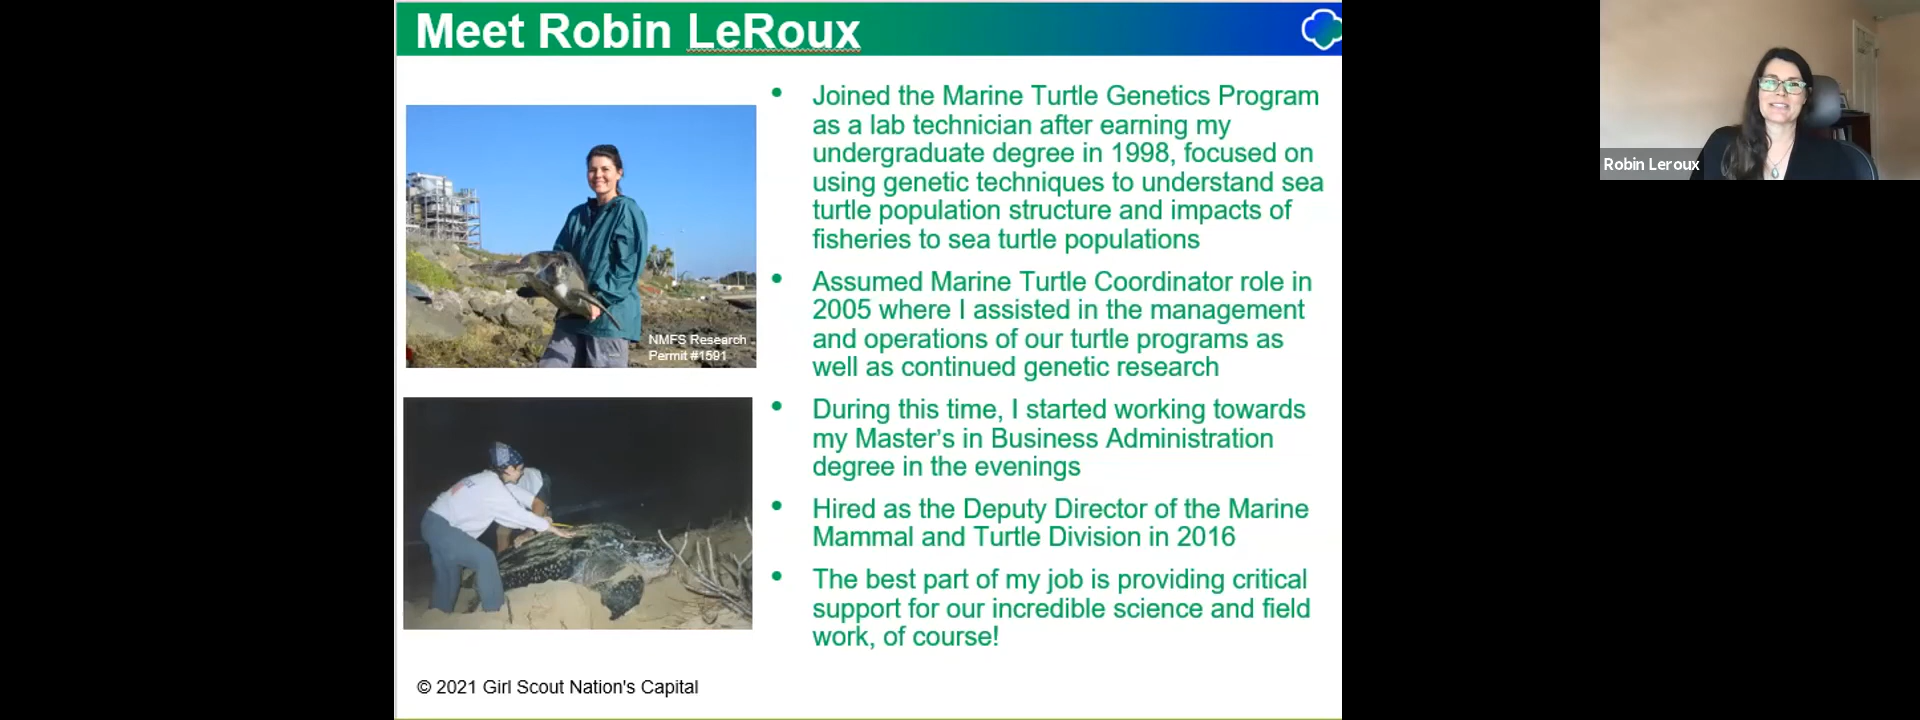 Meet Robin LeRoux
Joined the Marine Turtle Genetics Program
as a lab technician after earning my
undergraduate degree in 1998, focused on
using genetic techniques to understand sea
turtle population structure and impacts of
fisheries to sea turtle populations
Assumed Marine Turtle Coordinator role in
2005 where I assisted in the management
and operations of our turtle programs as
well as continued genetic research
During this time, I started working towards
my Master’s in Business Administration
degree in the evenings
Hired as the Deputy Director of the Marine
Mammal and Turtle Division in 2016
The best part of my job is providing critical
support for our incredible science and field
work, of course!
NMFS Research
Permit #1591
© 2021 Girl Scout Nation's Capital
Robin Leroux